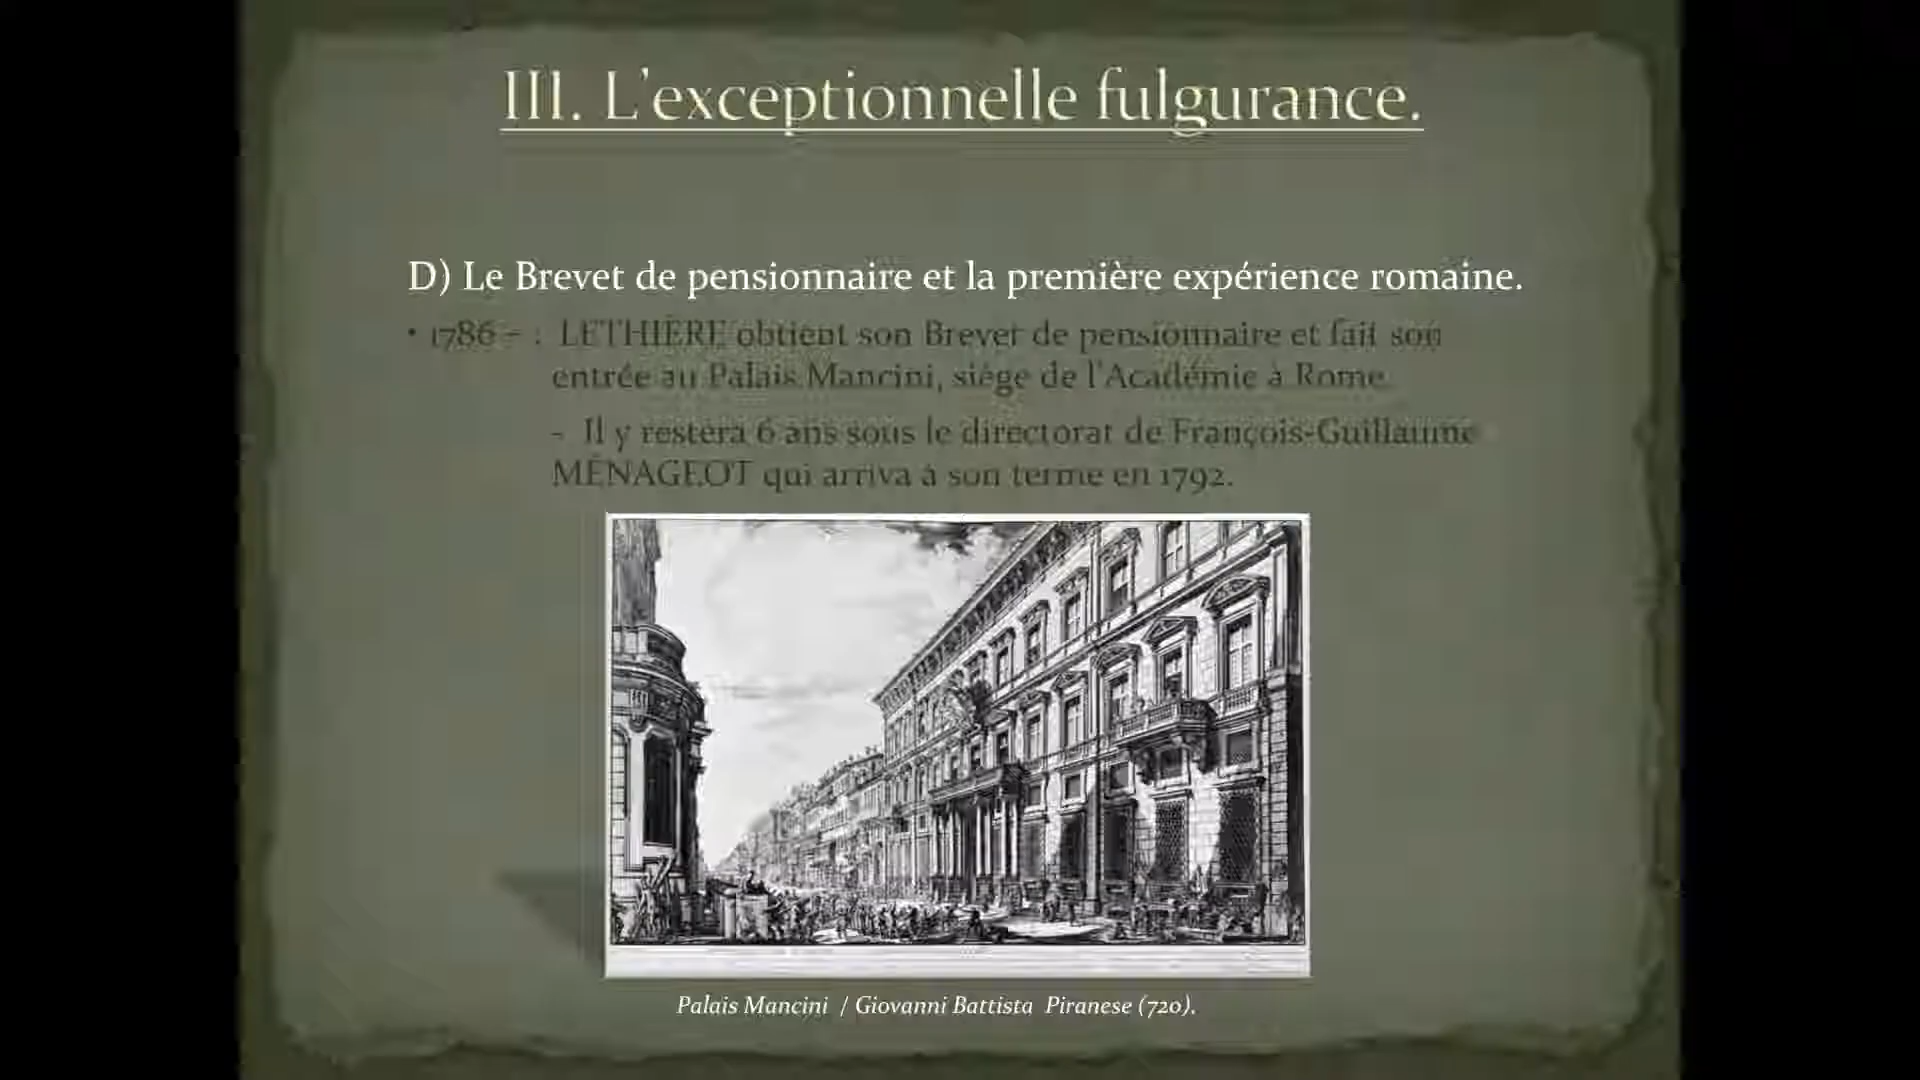 III. L'exceptionnelle fulgurance.
D) Le Brevet de pensionnaire et la première expérience romaine.
• 1786 – : LETHIÈRE obtient son Brevet de pensionnaire et fait son
entrée au Palais Mancini, siège de l'Académie à Rome.
- Il y restera 6 ans sous le directorat de François-Guillaume
MÉNAGEOT qui arriva à son terme en 1792.
Palais Mancini / Giovanni Battista Piranese (720).